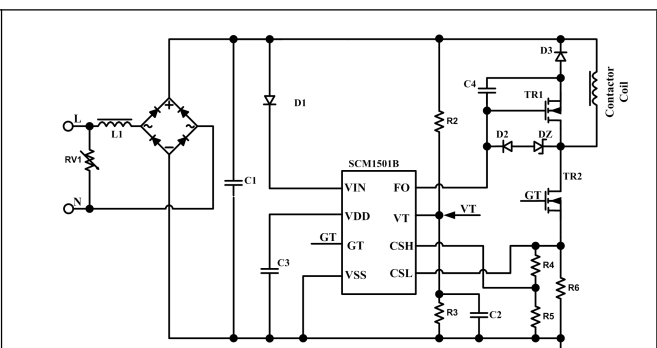 D3
C4
TR1
Contactor
Coil
L
L1
RV1
N
D1
R2
D2
DZ
C1
SCM1501B
TR2
VIN
FO
GT
VDD
VT
VT
GT
GT
CSH
C3
VSS
CSL
R4
R6
R3
C2
R5